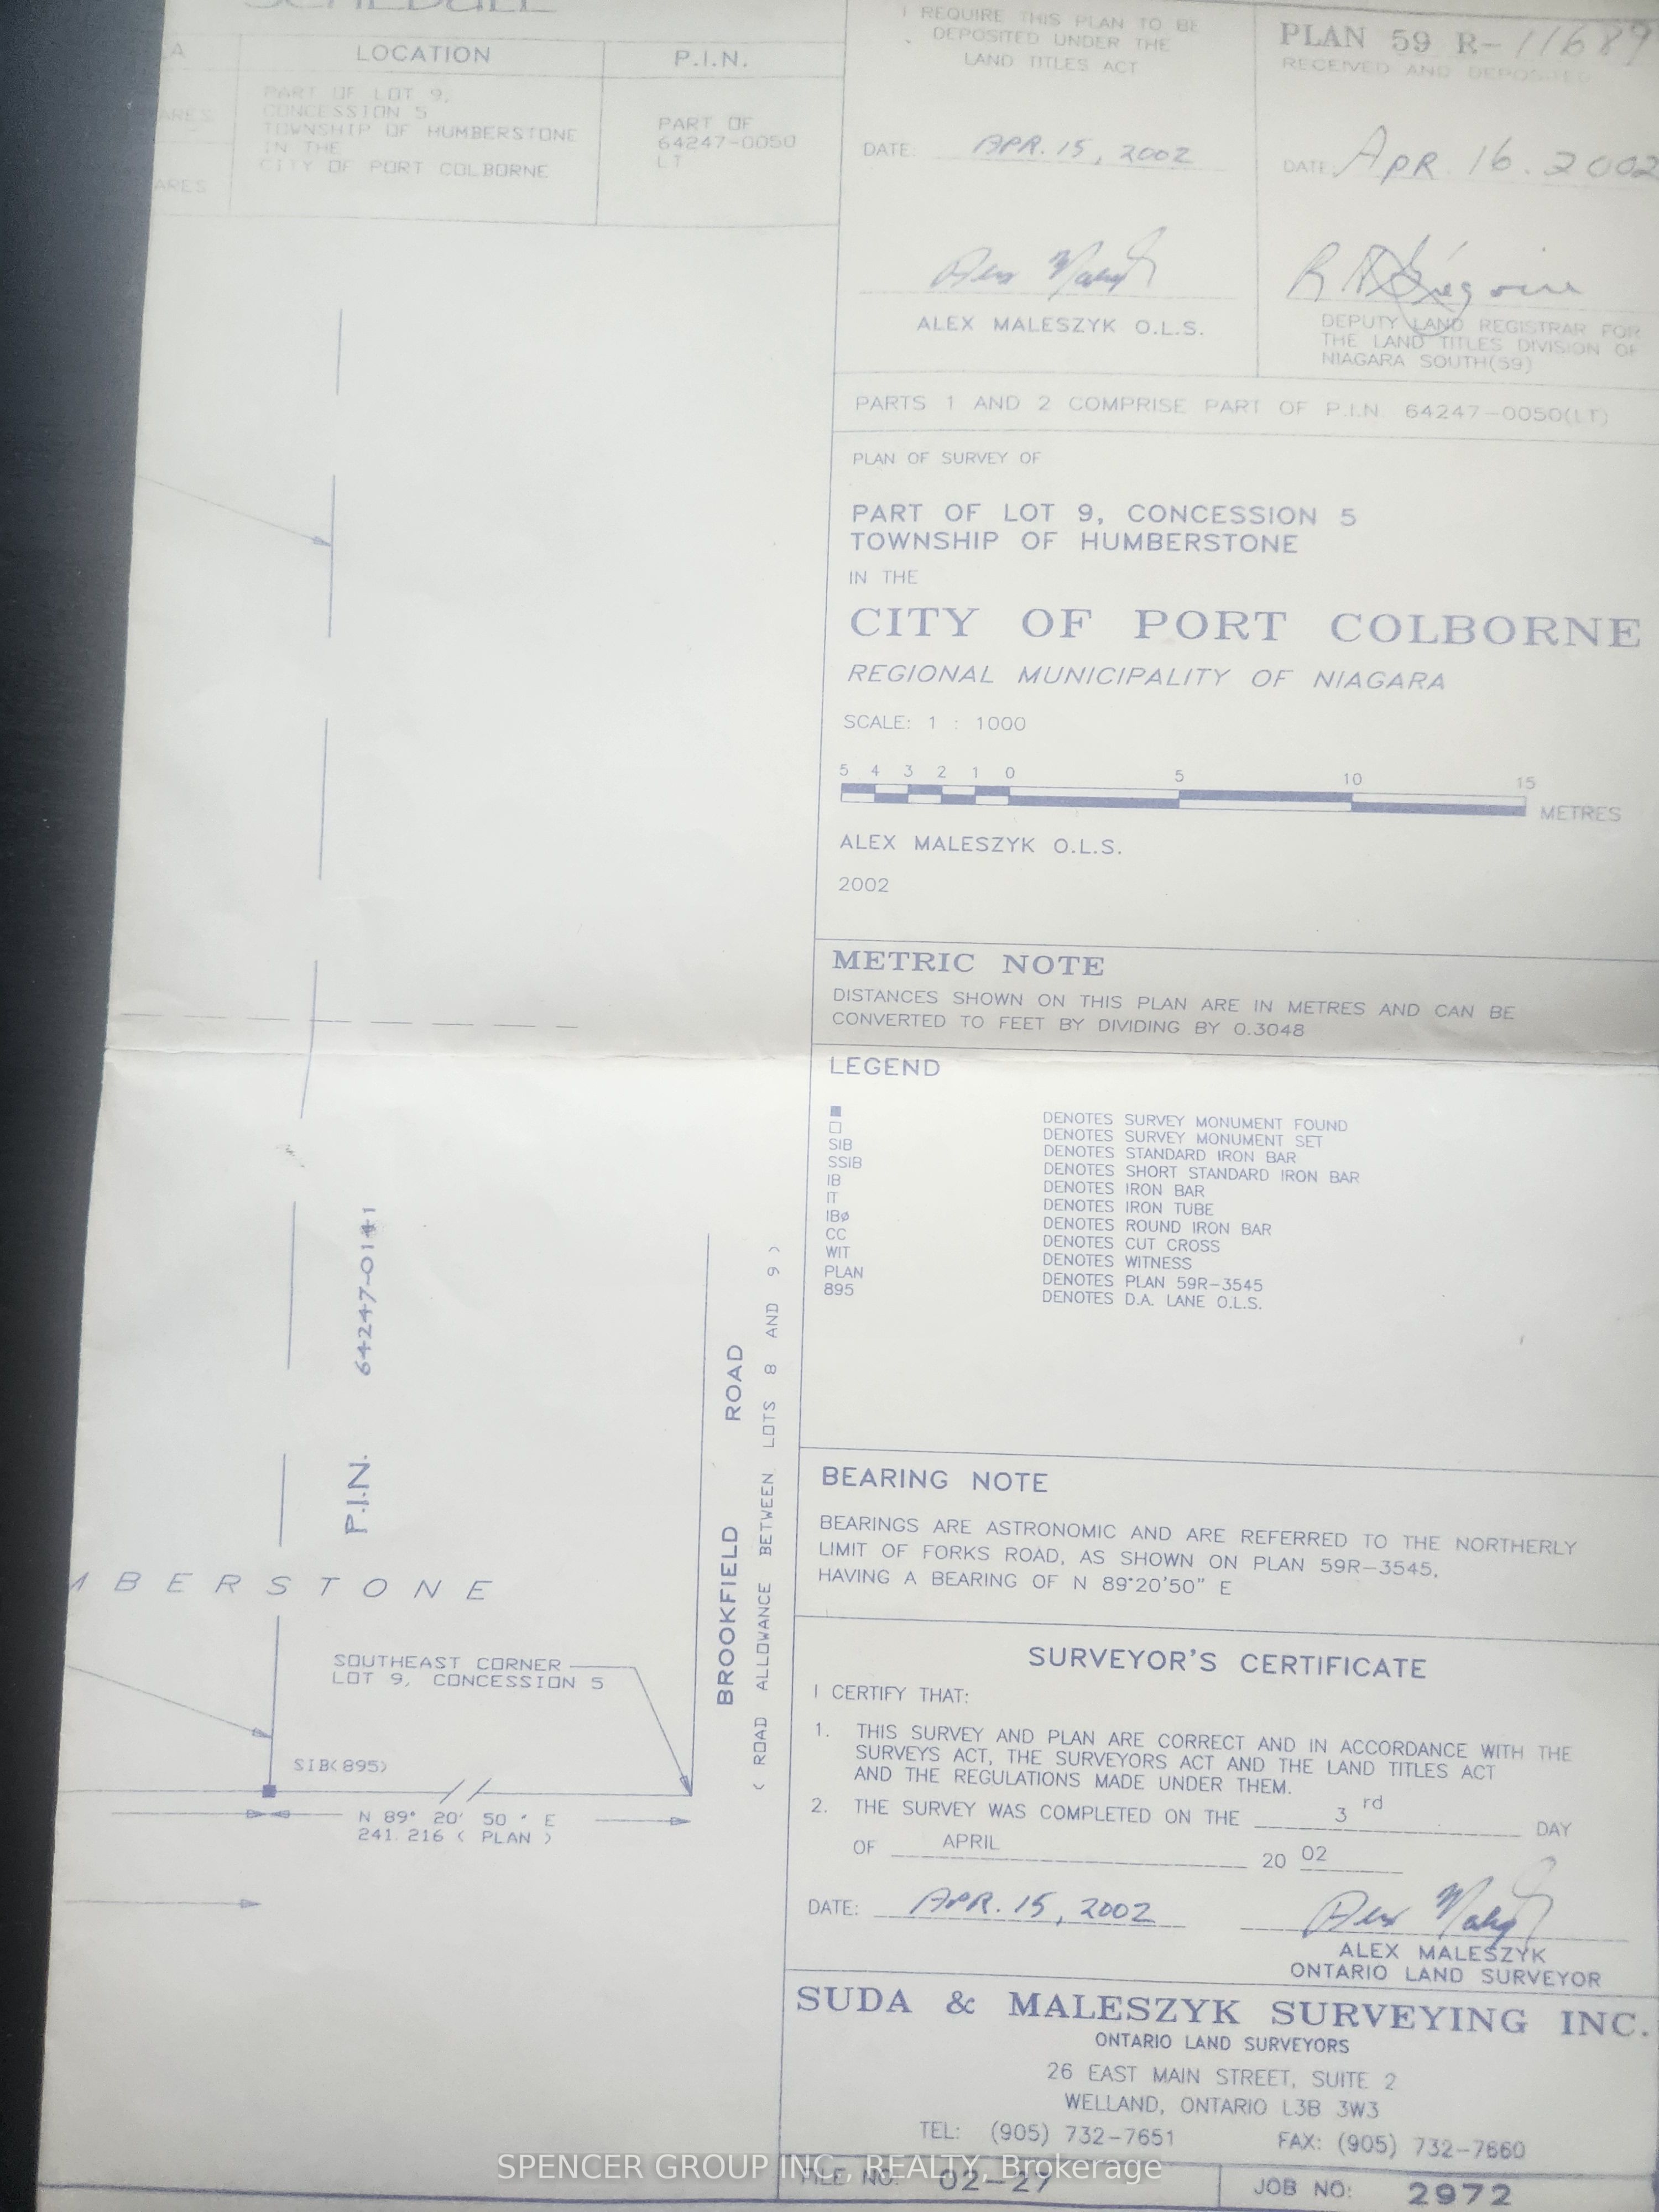 SCHEDULE
A
LOCATION
P.I.N.
ARES
ARES
PART OF LOT 9,
CONCESSION 5
TOWNSHIP OF HUMBERSTONE
IN THE
CITY OF PORT COLBORNE
PART OF
64247-0050
LT
I REQUIRE THIS PLAN TO BE
DEPOSITED UNDER THE
LAND TITLES ACT
DATE: APR. 15, 2002
ALEX MALESZYK O.L.S.
PLAN 59 R-11689
RECEIVED AND DEPOSITED
DATE: APR 16. 2002
DEPUTY LAND REGISTRAR FOR
THE LAND TITLES DIVISION OF
NIAGARA SOUTH(59)
PARTS 1 AND 2 COMPRISE PART OF P.I.N. 64247-0050(LT)
PLAN OF SURVEY OF
PART OF LOT 9, CONCESSION 5
TOWNSHIP OF HUMBERSTONE
IN THE
CITY OF PORT COLBORNE
REGIONAL MUNICIPALITY OF NIAGARA
SCALE: 1 : 1000
5 4 3 2 1 0 5 10 15
METRES
ALEX MALESZYK O.L.S.
2002
METRIC NOTE
DISTANCES SHOWN ON THIS PLAN ARE IN METRES AND CAN BE
CONVERTED TO FEET BY DIVIDING BY 0.3048
LEGEND
■ DENOTES SURVEY MONUMENT FOUND
□ DENOTES SURVEY MONUMENT SET
SIB DENOTES STANDARD IRON BAR
SSIB DENOTES SHORT STANDARD IRON BAR
IB DENOTES IRON BAR
IT DENOTES IRON TUBE
IBø DENOTES ROUND IRON BAR
CC DENOTES CUT CROSS
WIT DENOTES WITNESS
PLAN DENOTES PLAN 59R-3545
895 DENOTES D.A. LANE O.L.S.
BEARING NOTE
BEARINGS ARE ASTRONOMIC AND ARE REFERRED TO THE NORTHERLY
LIMIT OF FORKS ROAD, AS SHOWN ON PLAN 59R-3545,
HAVING A BEARING OF N 89°20'50" E
SURVEYOR'S CERTIFICATE
I CERTIFY THAT:
1. THIS SURVEY AND PLAN ARE CORRECT AND IN ACCORDANCE WITH THE
SURVEYS ACT, THE SURVEYORS ACT AND THE LAND TITLES ACT
AND THE REGULATIONS MADE UNDER THEM.
2. THE SURVEY WAS COMPLETED ON THE 3rd DAY
OF APRIL 20 02
DATE: APR. 15, 2002
ALEX MALESZYK
ONTARIO LAND SURVEYOR
SUDA & MALESZYK SURVEYING INC.
ONTARIO LAND SURVEYORS
26 EAST MAIN STREET, SUITE 2
WELLAND, ONTARIO L3B 3W3
TEL: (905) 732-7651 FAX: (905) 732-7660
FILE NO: 02-27 JOB NO: 2972
P.I.N. 64247-0141
MBERSTONE
SOUTHEAST CORNER
LOT 9, CONCESSION 5
SIB(895)
N 89° 20' 50 " E
241.216 ( PLAN )
BROOKFIELD ROAD
( ROAD ALLOWANCE BETWEEN LOTS 8 AND 9 )
SPENCER GROUP INC., REALTY, Brokerage